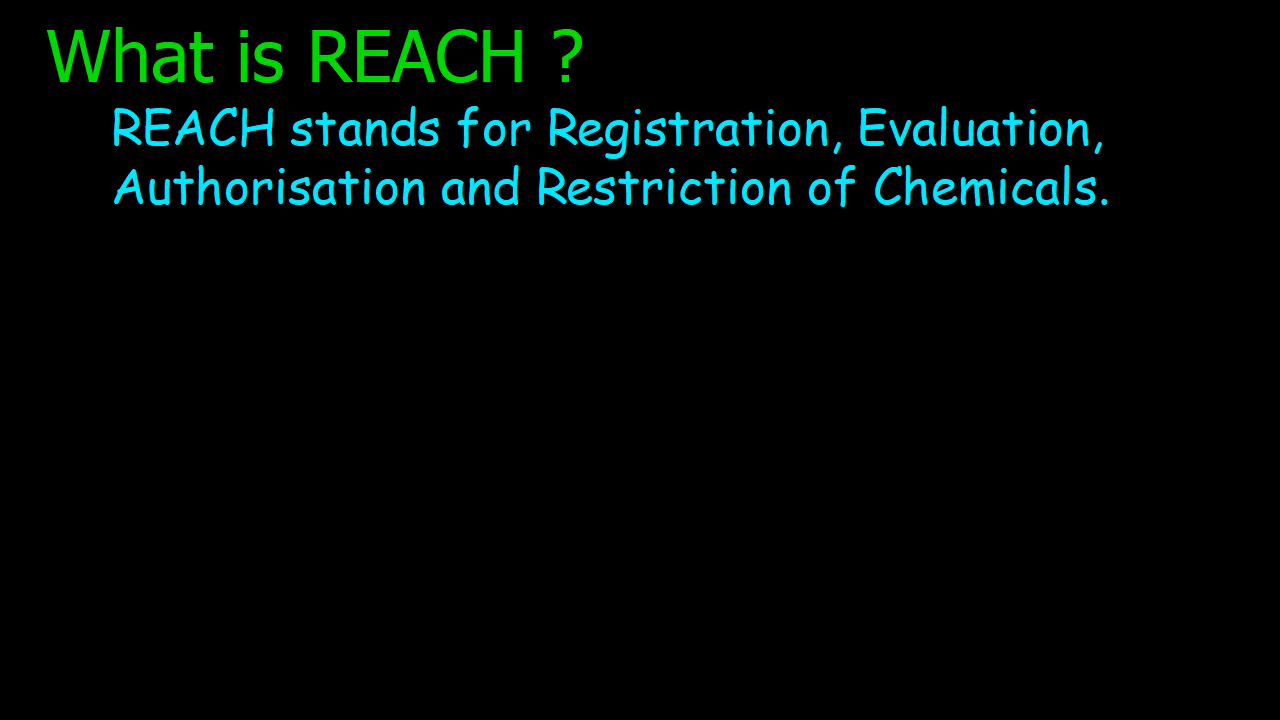 What is REACH ?
REACH stands for Registration, Evaluation,
Authorisation and Restriction of Chemicals.